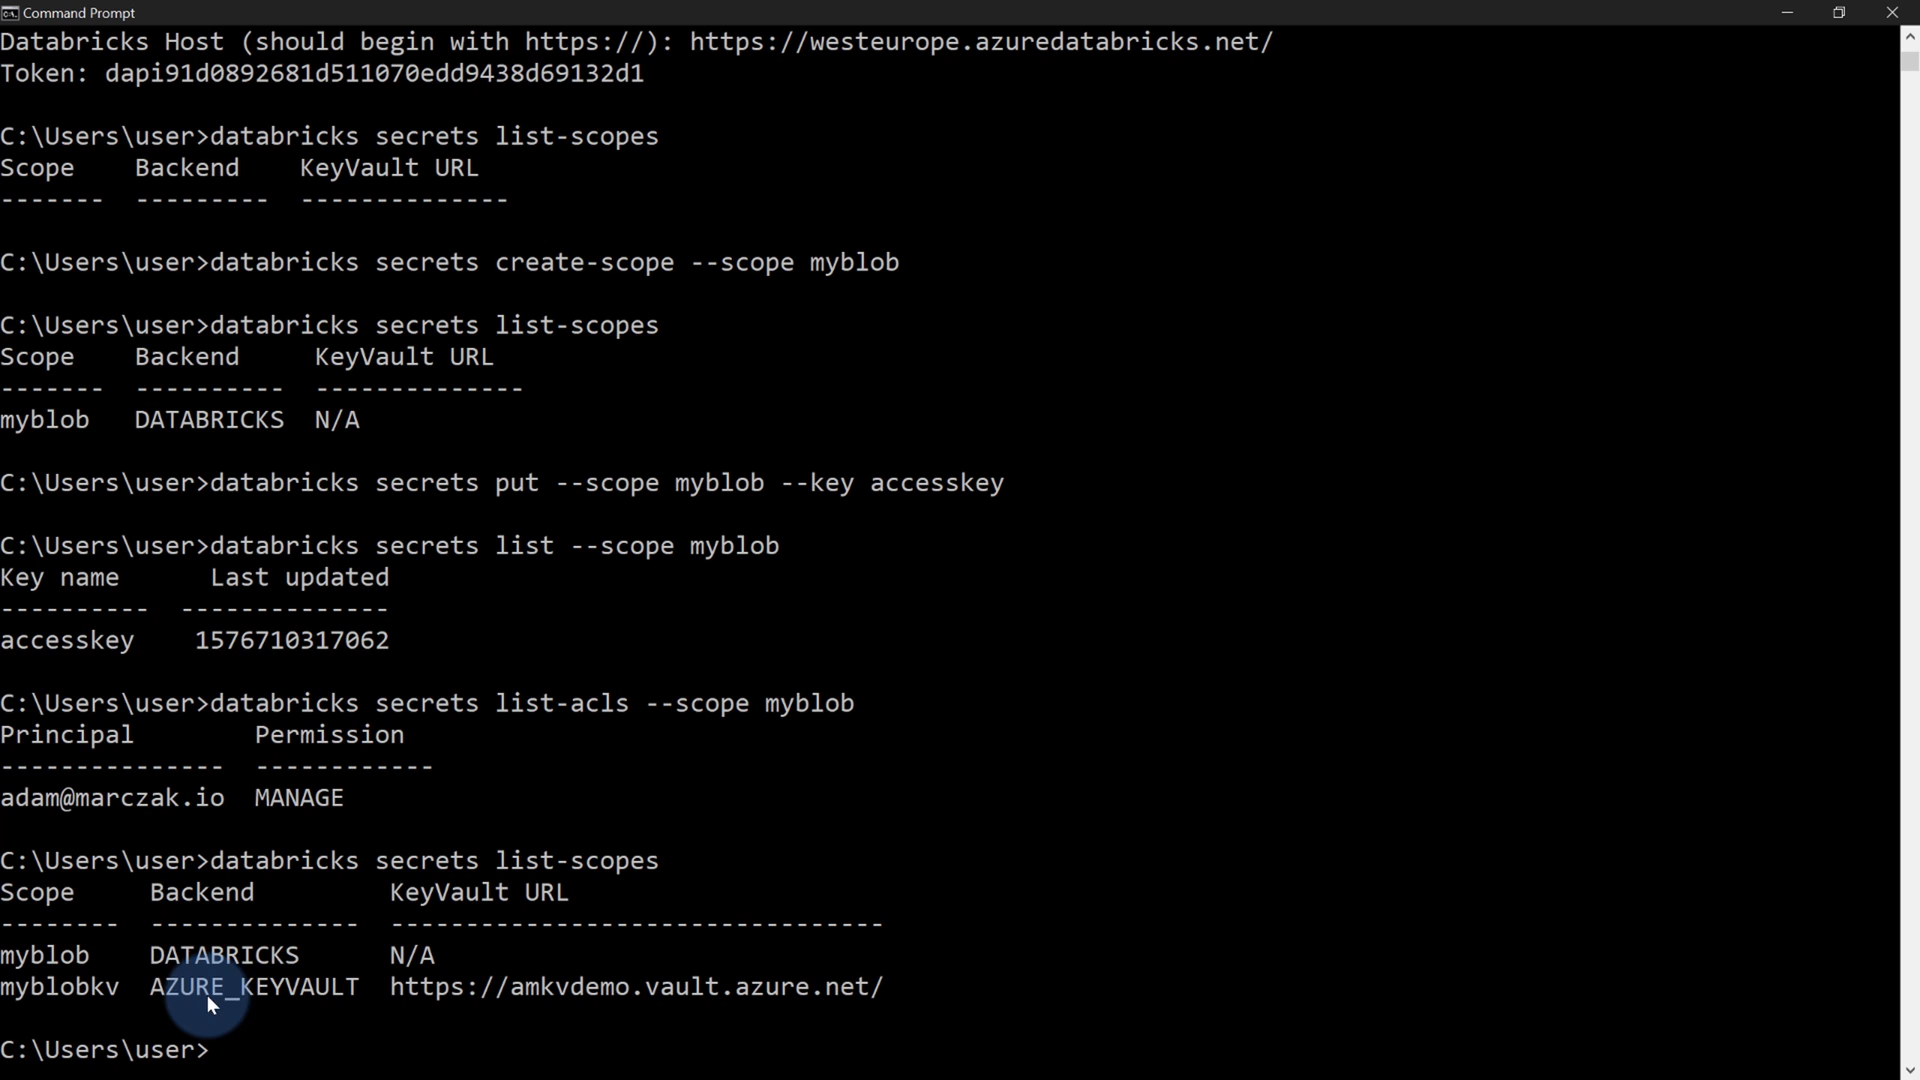 Command Prompt
Databricks Host (should begin with https://): https://westeurope.azuredatabricks.net/
Token: dapi91d0892681d511070edd9438d69132d1
C:\Users\user>databricks secrets list-scopes
Scope    Backend    KeyVault URL
-------  ---------  --------------
C:\Users\user>databricks secrets create-scope --scope myblob
C:\Users\user>databricks secrets list-scopes
Scope    Backend     KeyVault URL
-------  ----------  --------------
myblob   DATABRICKS  N/A
C:\Users\user>databricks secrets put --scope myblob --key accesskey
C:\Users\user>databricks secrets list --scope myblob
Key name      Last updated
----------  --------------
accesskey    1576710317062
C:\Users\user>databricks secrets list-acls --scope myblob
Principal        Permission
---------------  ------------
adam@marczak.io  MANAGE
C:\Users\user>databricks secrets list-scopes
Scope     Backend         KeyVault URL
--------  --------------  ---------------------------------
myblob    DATABRICKS      N/A
myblobkv  AZURE_KEYVAULT  https://amkvdemo.vault.azure.net/
C:\Users\user>